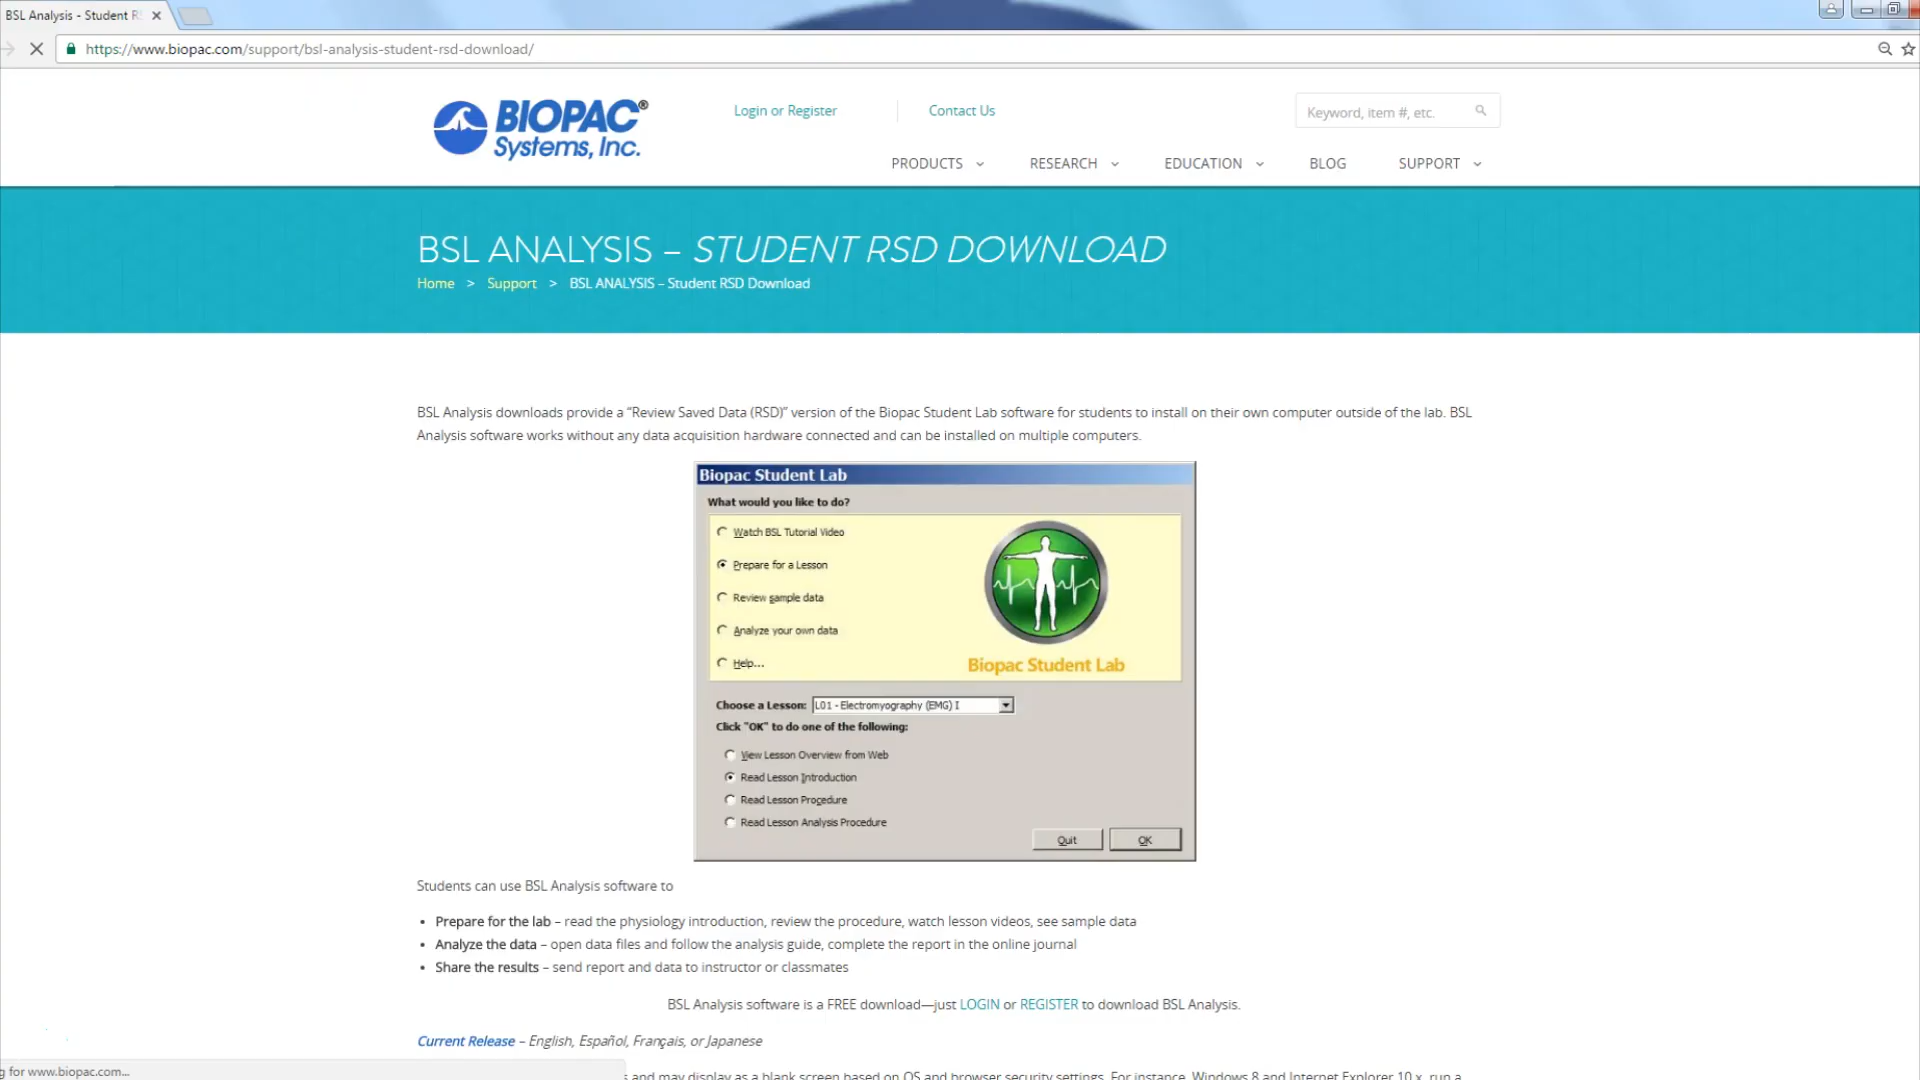 BSL Analysis - Student RS
https://www.biopac.com/support/bsl-analysis-student-rsd-download/
BIOPAC®
Systems, Inc.
Login or Register
Contact Us
Keyword, item #, etc.
PRODUCTS
RESEARCH
EDUCATION
BLOG
SUPPORT
BSL ANALYSIS – STUDENT RSD DOWNLOAD
Home > Support > BSL ANALYSIS – Student RSD Download
BSL Analysis downloads provide a “Review Saved Data (RSD)” version of the Biopac Student Lab software for students to install on their own computer outside of the lab. BSL
Analysis software works without any data acquisition hardware connected and can be installed on multiple computers.
Biopac Student Lab
What would you like to do?
Watch BSL Tutorial Video
Prepare for a Lesson
Review sample data
Analyze your own data
Help...
Biopac Student Lab
Choose a Lesson: L01 - Electromyography (EMG) I
Click "OK" to do one of the following:
View Lesson Overview from Web
Read Lesson Introduction
Read Lesson Procedure
Read Lesson Analysis Procedure
Quit
OK
Students can use BSL Analysis software to
• Prepare for the lab – read the physiology introduction, review the procedure, watch lesson videos, see sample data
• Analyze the data – open data files and follow the analysis guide, complete the report in the online journal
• Share the results – send report and data to instructor or classmates
BSL Analysis software is a FREE download—just LOGIN or REGISTER to download BSL Analysis.
Current Release – English, Español, Français, or Japanese
g for www.biopac.com...
s and may display as a blank screen based on OS and browser security settings. For instance, Windows 8 and Internet Explorer 10.x, run a